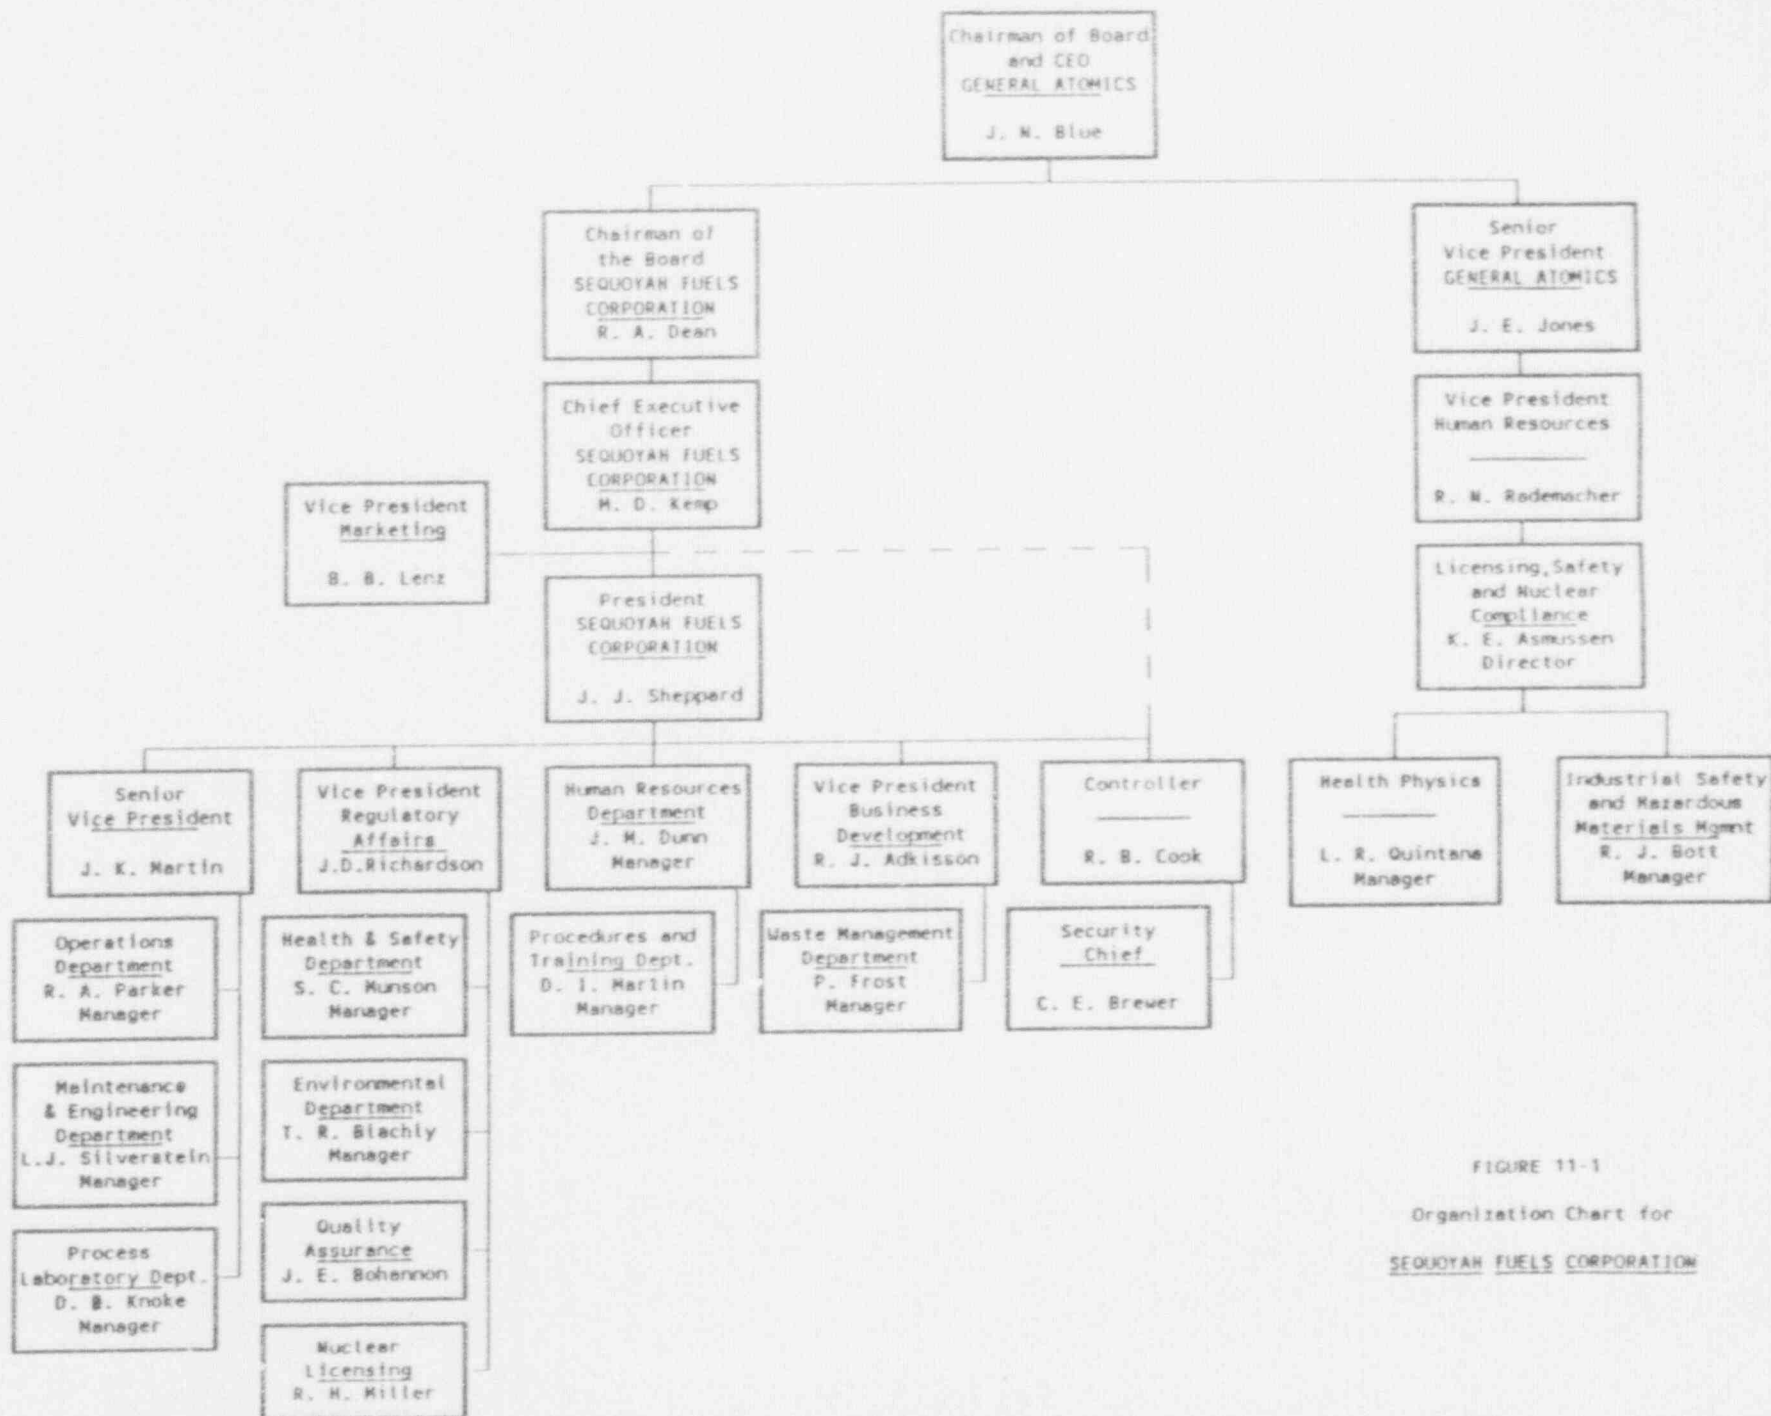 Chairman of Board
and CEO
GENERAL ATOMICS
J. N. Blue
Chairman of
the Board
SEQUOYAH FUELS
CORPORATION
R. A. Dean
Senior
Vice President
GENERAL ATOMICS
J. E. Jones
Chief Executive
Officer
SEQUOYAH FUELS
CORPORATION
M. D. Kemp
Vice President
Human Resources
R. N. Rademacher
Vice President
Marketing
B. B. Lenz
Licensing,Safety
and Nuclear
Compliance
K. E. Asmussen
Director
President
SEQUOYAH FUELS
CORPORATION
J. J. Sheppard
Senior
Vice President
J. K. Martin
Vice President
Regulatory
Affairs
J.D.Richardson
Human Resources
Department
J. M. Dunn
Manager
Vice President
Business
Development
R. J. Adkisson
Controller
R. B. Cook
Health Physics
L. R. Quintana
Manager
Industrial Safety
and Hazardous
Materials Mgmnt
R. J. Bott
Manager
Operations
Department
R. A. Parker
Manager
Health & Safety
Department
S. C. Munson
Manager
Procedures and
Training Dept.
D. I. Martin
Manager
Waste Management
Department
P. Frost
Manager
Security
Chief
C. E. Brewer
Maintenance
& Engineering
Department
L.J. Silverstein
Manager
Environmental
Department
T. R. Blachly
Manager
Quality
Assurance
J. E. Bohannon
Process
Laboratory Dept.
D. B. Knoke
Manager
Nuclear
Licensing
R. H. Miller
FIGURE 11-1
Organization Chart for
SEQUOYAH FUELS CORPORATION